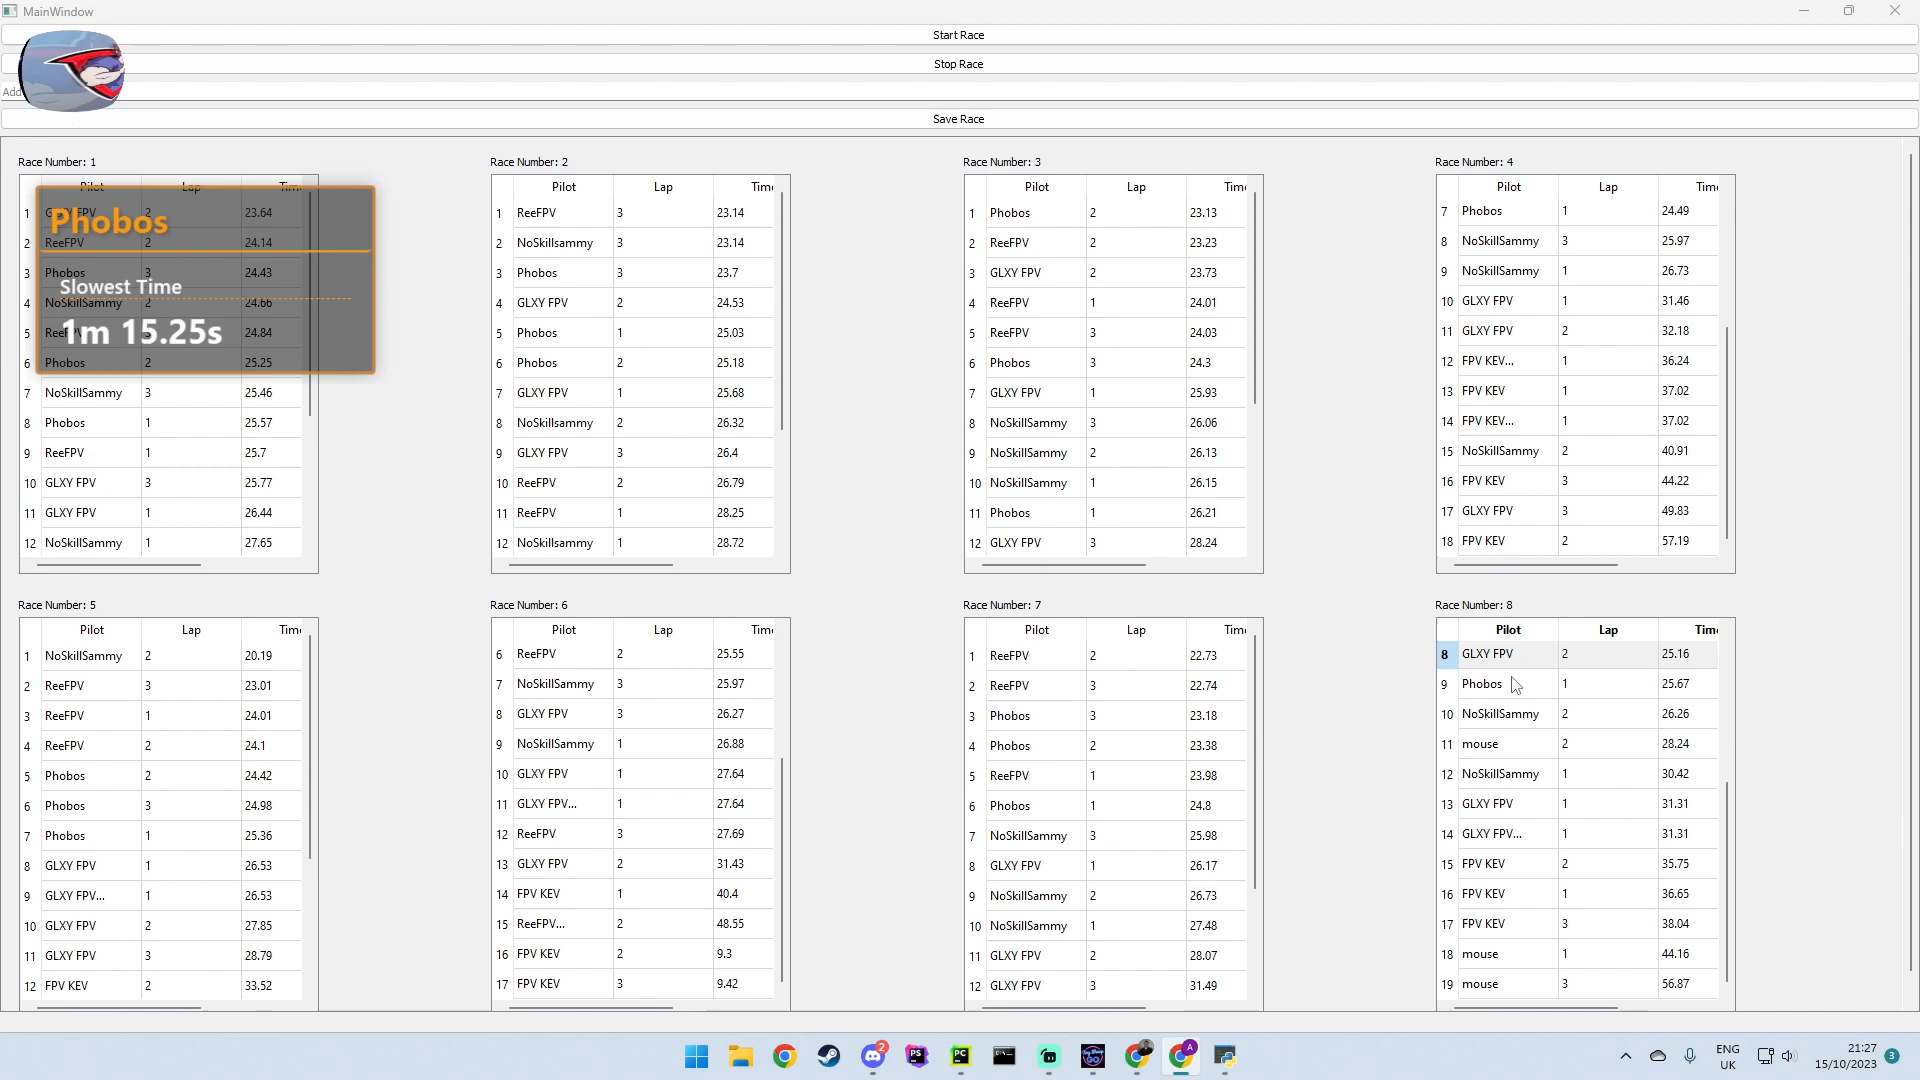 MainWindow
Start Race
Stop Race
Add
Save Race
Race Number: 1
Pilot Lap Time
1 GLXY FPV 2 23.64
2 ReeFPV 2 24.14
3 Phobos 3 24.43
4 NoSkillSammy 2 24.66
5 ReeFPV 3 24.84
6 Phobos 2 25.25
7 NoSkillSammy 3 25.46
8 Phobos 1 25.57
9 ReeFPV 1 25.7
10 GLXY FPV 3 25.77
11 GLXY FPV 1 26.44
12 NoSkillSammy 1 27.65
Phobos
Slowest Time
1m 15.25s
Race Number: 2
Pilot Lap Time
1 ReeFPV 3 23.14
2 NoSkillsammy 3 23.14
3 Phobos 3 23.7
4 GLXY FPV 2 24.53
5 Phobos 1 25.03
6 Phobos 2 25.18
7 GLXY FPV 1 25.68
8 NoSkillsammy 2 26.32
9 GLXY FPV 3 26.4
10 ReeFPV 2 26.79
11 ReeFPV 1 28.25
12 NoSkillsammy 1 28.72
Race Number: 3
Pilot Lap Time
1 Phobos 2 23.13
2 ReeFPV 2 23.23
3 GLXY FPV 2 23.73
4 ReeFPV 1 24.01
5 ReeFPV 3 24.03
6 Phobos 3 24.3
7 GLXY FPV 1 25.93
8 NoSkillSammy 3 26.06
9 NoSkillSammy 2 26.13
10 NoSkillSammy 1 26.15
11 Phobos 1 26.21
12 GLXY FPV 3 28.24
Race Number: 4
Pilot Lap Time
7 Phobos 1 24.49
8 NoSkillSammy 3 25.97
9 NoSkillSammy 1 26.73
10 GLXY FPV 1 31.46
11 GLXY FPV 2 32.18
12 FPV KEV... 1 36.24
13 FPV KEV 1 37.02
14 FPV KEV... 1 37.02
15 NoSkillSammy 2 40.91
16 FPV KEV 3 44.22
17 GLXY FPV 3 49.83
18 FPV KEV 2 57.19
Race Number: 5
Pilot Lap Time
1 NoSkillSammy 2 20.19
2 ReeFPV 3 23.01
3 ReeFPV 1 24.01
4 ReeFPV 2 24.1
5 Phobos 2 24.42
6 Phobos 3 24.98
7 Phobos 1 25.36
8 GLXY FPV 1 26.53
9 GLXY FPV... 1 26.53
10 GLXY FPV 2 27.85
11 GLXY FPV 3 28.79
12 FPV KEV 2 33.52
Race Number: 6
Pilot Lap Time
6 ReeFPV 2 25.55
7 NoSkillSammy 3 25.97
8 GLXY FPV 3 26.27
9 NoSkillSammy 1 26.88
10 GLXY FPV 1 27.64
11 GLXY FPV... 1 27.64
12 ReeFPV 3 27.69
13 GLXY FPV 2 31.43
14 FPV KEV 1 40.4
15 ReeFPV... 2 48.55
16 FPV KEV 2 9.3
17 FPV KEV 3 9.42
Race Number: 7
Pilot Lap Time
1 ReeFPV 2 22.73
2 ReeFPV 3 22.74
3 Phobos 3 23.18
4 Phobos 2 23.38
5 ReeFPV 1 23.98
6 Phobos 1 24.8
7 NoSkillSammy 3 25.98
8 GLXY FPV 1 26.17
9 NoSkillSammy 2 26.73
10 NoSkillSammy 1 27.48
11 GLXY FPV 2 28.07
12 GLXY FPV 3 31.49
Race Number: 8
Pilot Lap Time
8 GLXY FPV 2 25.16
9 Phobos 1 25.67
10 NoSkillSammy 2 26.26
11 mouse 2 28.24
12 NoSkillSammy 1 30.42
13 GLXY FPV 1 31.31
14 GLXY FPV... 1 31.31
15 FPV KEV 2 35.75
16 FPV KEV 1 36.65
17 FPV KEV 3 38.04
18 mouse 1 44.16
19 mouse 3 56.87
2
PS
PC
A
ENG
UK
21:27
15/10/2023
3